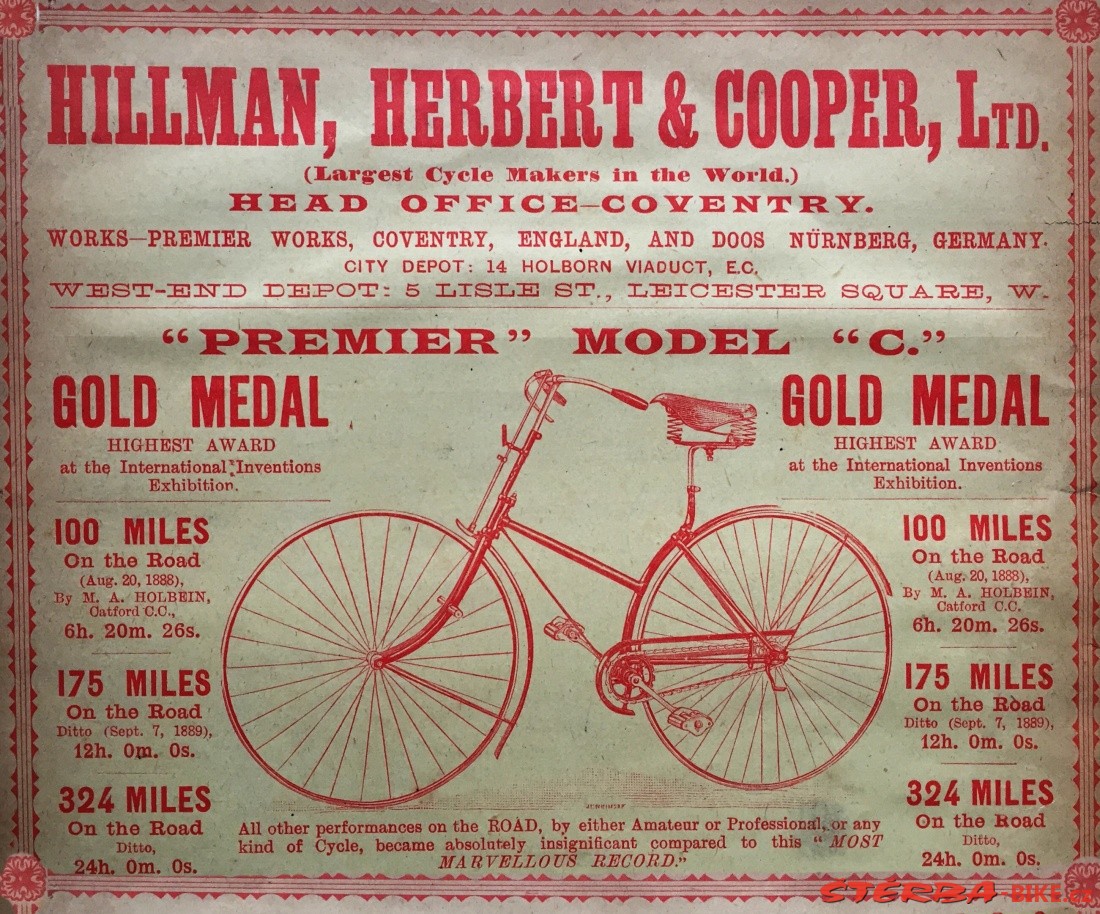 HILLMAN, HERBERT & COOPER, LTD.
(Largest Cycle Makers in the World.)
HEAD OFFICE—COVENTRY.
WORKS—PREMIER WORKS, COVENTRY, ENGLAND, AND DOOS NÜRNBERG, GERMANY.
CITY DEPOT: 14 HOLBORN VIADUCT, E.C.
WEST-END DEPOT: 5 LISLE ST., LEICESTER SQUARE, W.
"PREMIER" MODEL "C."
GOLD MEDAL
HIGHEST AWARD
at the International Inventions
Exhibition.
100 MILES
On the Road
(Aug. 20, 1888),
By M. A. HOLBEIN,
Catford C.C.,
6h. 20m. 26s.
175 MILES
On the Road
Ditto (Sept. 7, 1889),
12h. 0m. 0s.
324 MILES
On the Road
Ditto,
24h. 0m. 0s.
GOLD MEDAL
HIGHEST AWARD
at the International Inventions
Exhibition.
100 MILES
On the Road
(Aug. 20, 1888),
By M. A. HOLBEIN,
Catford C.C.
6h. 20m. 26s.
175 MILES
On the Road
Ditto (Sept. 7, 1889),
12h. 0m. 0s.
324 MILES
On the Road
Ditto,
24h. 0m. 0s.
All other performances on the ROAD, by either Amateur or Professional, or any
kind of Cycle, became absolutely insignificant compared to this "MOST
MARVELLOUS RECORD."
ŠTĚRBA-BIKE.cz